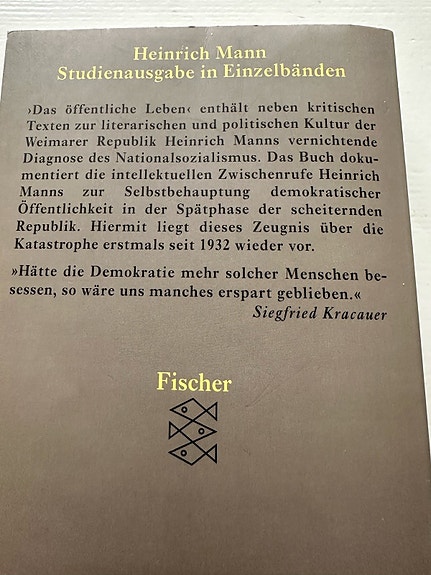 Heinrich Mann
Studienausgabe in Einzelbänden
›Das öffentliche Leben‹ enthält neben kritischen
Texten zur literarischen und politischen Kultur der
Weimarer Republik Heinrich Manns vernichtende
Diagnose des Nationalsozialismus. Das Buch doku-
mentiert die intellektuellen Zwischenrufe Heinrich
Manns zur Selbstbehauptung demokratischer
Öffentlichkeit in der Spätphase der scheiternden
Republik. Hiermit liegt dieses Zeugnis über die
Katastrophe erstmals seit 1932 wieder vor.
»Hätte die Demokratie mehr solcher Menschen be-
sessen, so wäre uns manches erspart geblieben.«
Siegfried Kracauer
Fischer